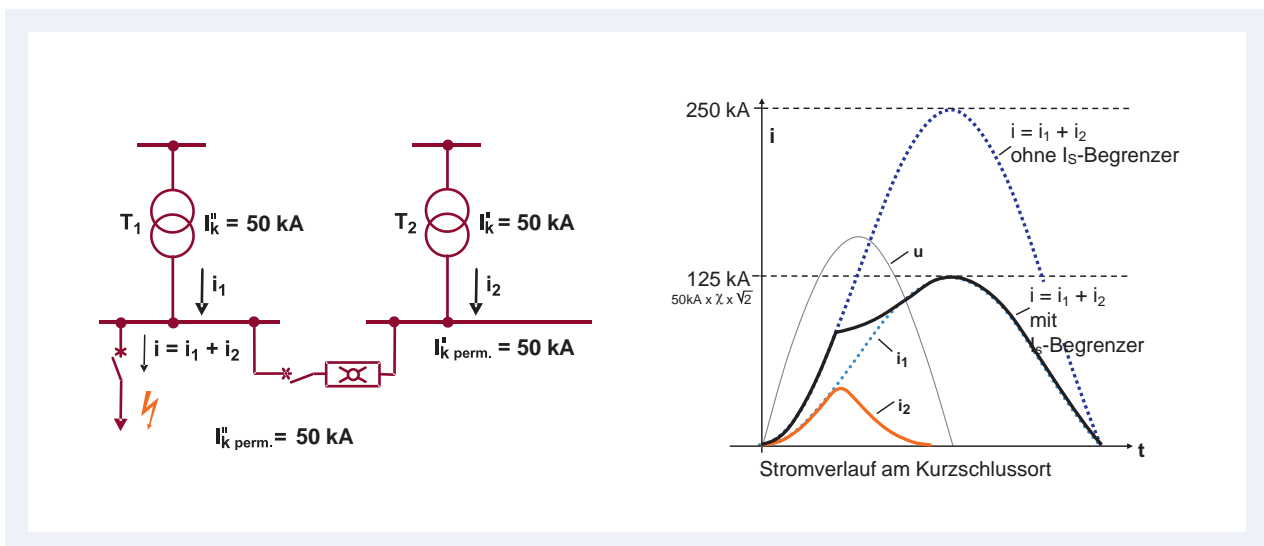 T1
I"k = 50 kA
i1
i = i1 + i2
I"k perm. = 50 kA
T2
I"k = 50 kA
i2
I"k perm. = 50 kA
250 kA
i
i = i1 + i2
ohne IS-Begrenzer
u
125 kA
50kA x χ x √2
i = i1 + i2
mit
Is-Begrenzer
i1
i2
t
Stromverlauf am Kurzschlussort